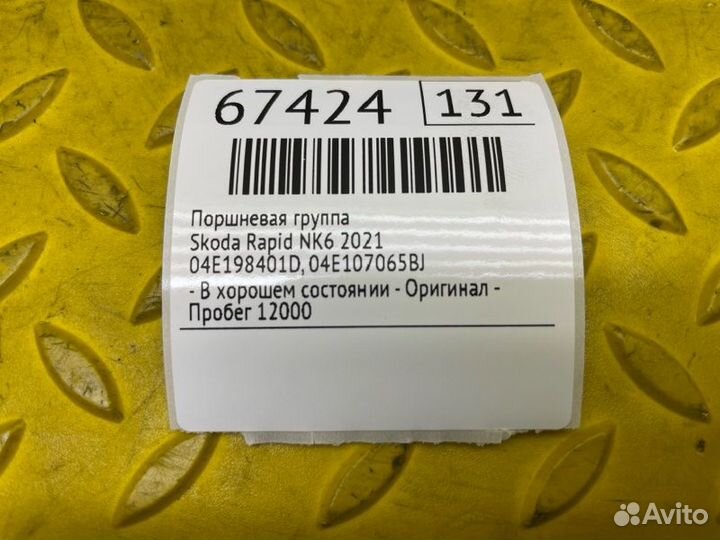 67424 131
Поршневая группа
Skoda Rapid NK6 2021
04E198401D, 04E107065BJ
- В хорошем состоянии - Оригинал -
Пробег 12000
Avito